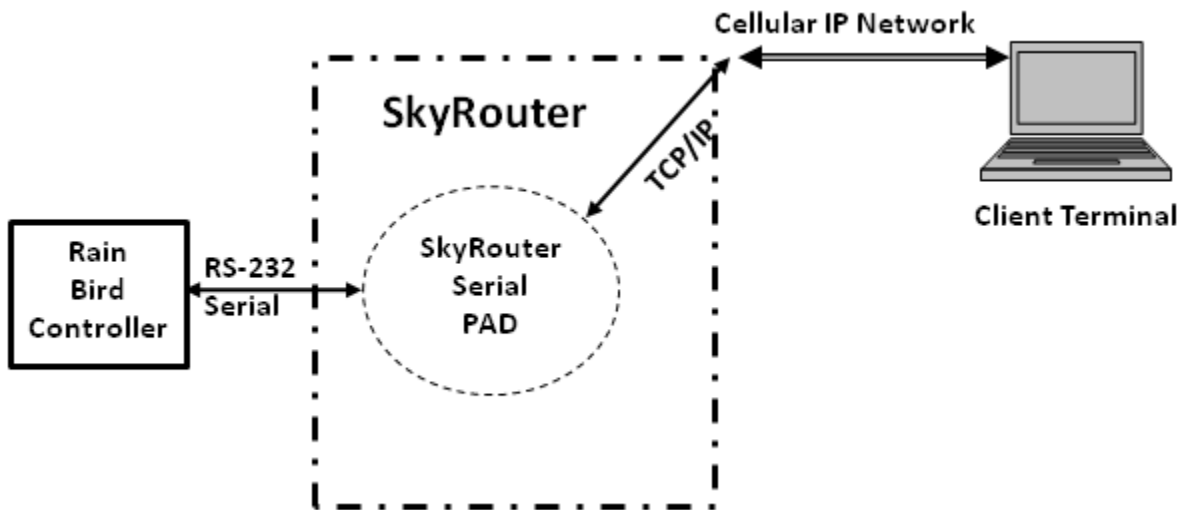 Cellular IP Network
SkyRouter
TCP/IP
Client Terminal
Rain
Bird
Controller
RS-232
Serial
SkyRouter
Serial
PAD